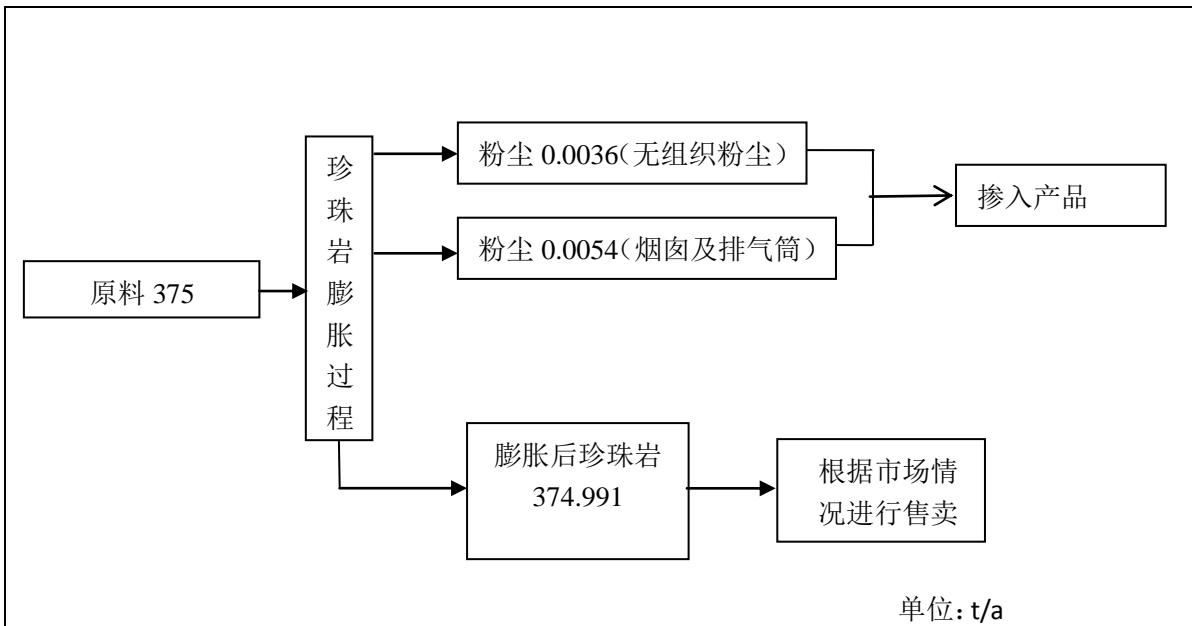 粉尘 0.0036（无组织粉尘）
掺入产品
珍珠岩膨胀过程
粉尘 0.0054（烟囱及排气筒）
原料 375
膨胀后珍珠岩
374.991
根据市场情
况进行售卖
单位：t/a